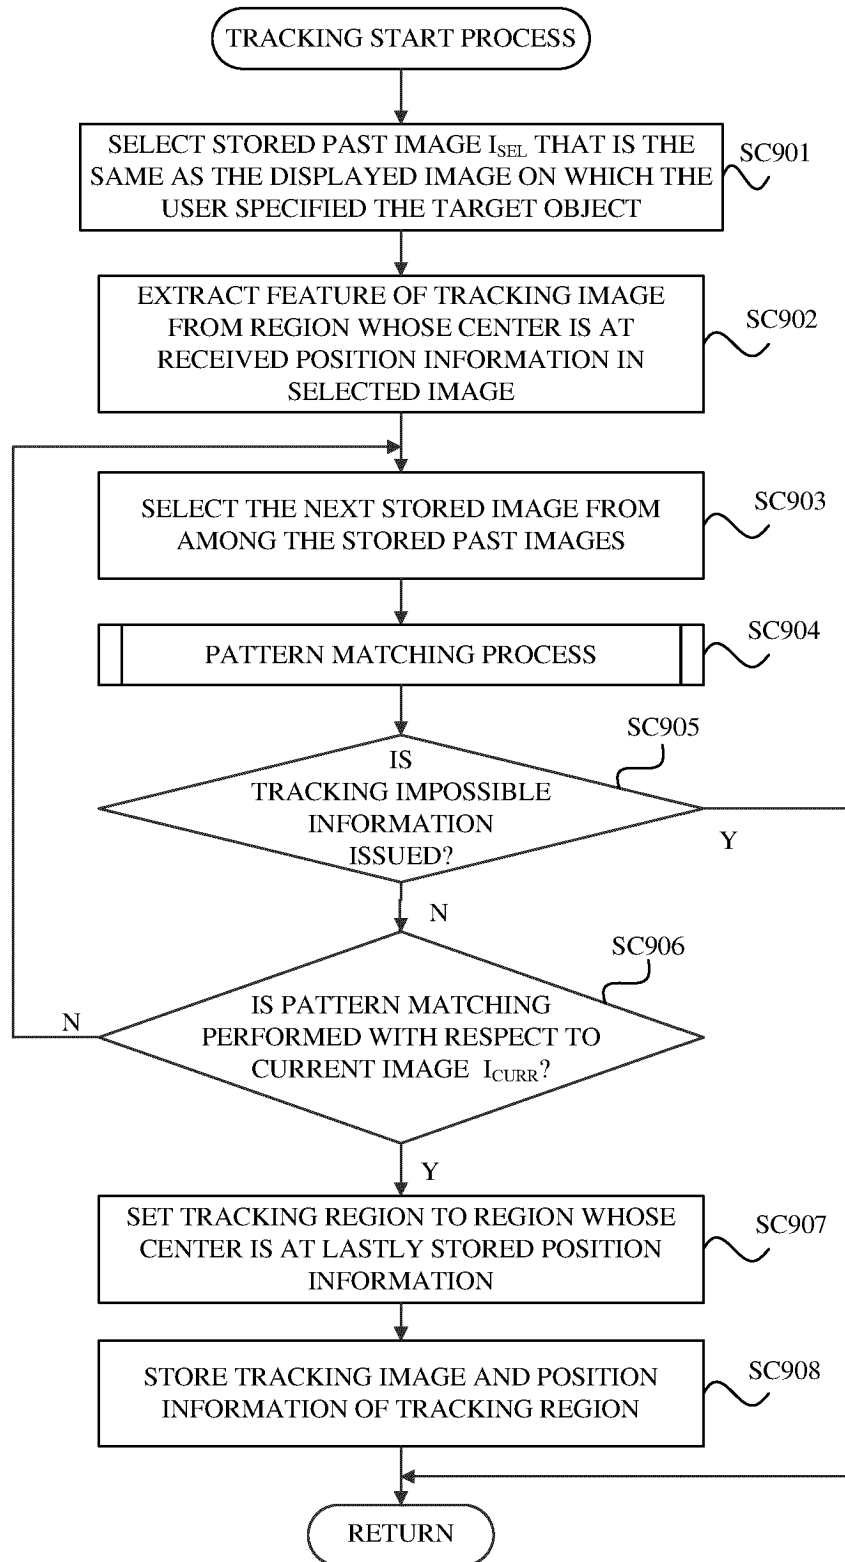 TRACKING START PROCESS
SELECT STORED PAST IMAGE I_SEL THAT IS THE
SAME AS THE DISPLAYED IMAGE ON WHICH THE
USER SPECIFIED THE TARGET OBJECT
SC901
EXTRACT FEATURE OF TRACKING IMAGE
FROM REGION WHOSE CENTER IS AT
RECEIVED POSITION INFORMATION IN
SELECTED IMAGE
SC902
SELECT THE NEXT STORED IMAGE FROM
AMONG THE STORED PAST IMAGES
SC903
PATTERN MATCHING PROCESS
SC904
IS
TRACKING IMPOSSIBLE
INFORMATION
ISSUED?
SC905
Y
N
IS PATTERN MATCHING
PERFORMED WITH RESPECT TO
CURRENT IMAGE I_CURR?
SC906
N
Y
SET TRACKING REGION TO REGION WHOSE
CENTER IS AT LASTLY STORED POSITION
INFORMATION
SC907
STORE TRACKING IMAGE AND POSITION
INFORMATION OF TRACKING REGION
SC908
RETURN